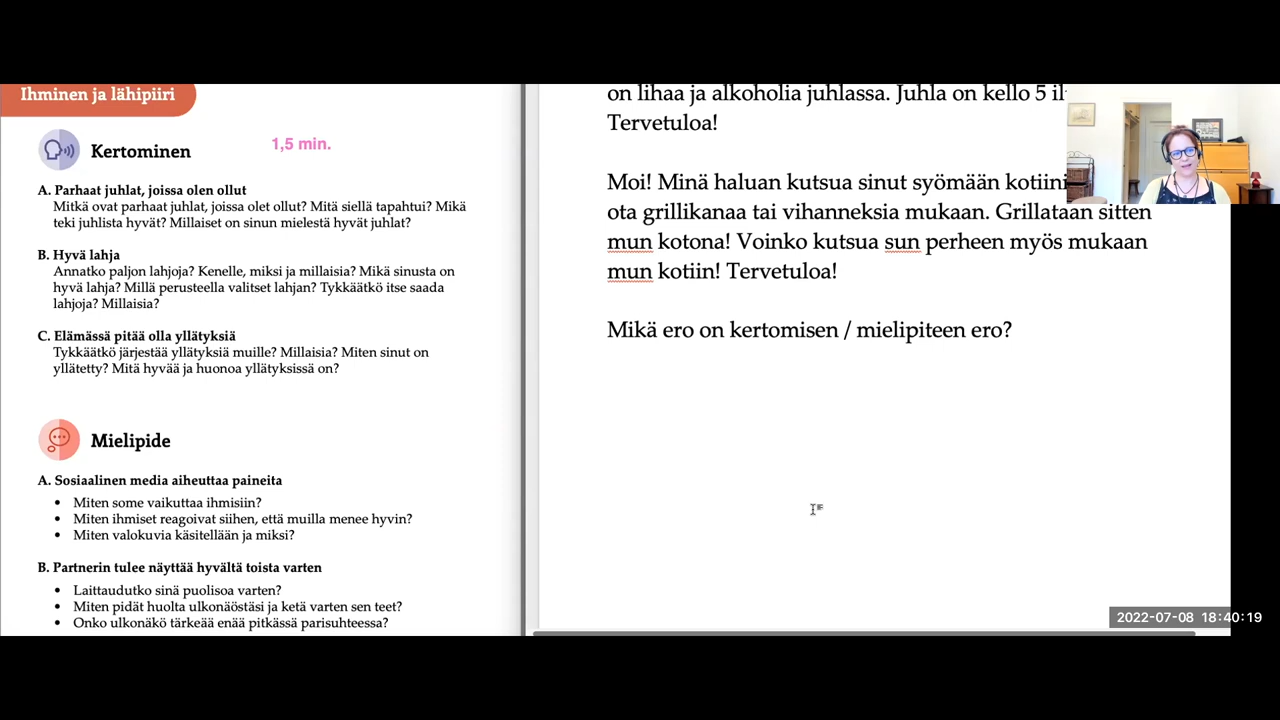 Ihminen ja lähipiiri
Kertominen
1,5 min.
A. Parhaat juhlat, joissa olen ollut
Mitkä ovat parhaat juhlat, joissa olet ollut? Mitä siellä tapahtui? Mikä
teki juhlista hyvät? Millaiset on sinun mielestä hyvät juhlat?
B. Hyvä lahja
Annatko paljon lahjoja? Kenelle, miksi ja millaisia? Mikä sinusta on
hyvä lahja? Millä perusteella valitset lahjan? Tykkäätkö itse saada
lahjoja? Millaisia?
C. Elämässä pitää olla yllätyksiä
Tykkäätkö järjestää yllätyksiä muille? Millaisia? Miten sinut on
yllätetty? Mitä hyvää ja huonoa yllätyksissä on?
Mielipide
A. Sosiaalinen media aiheuttaa paineita
• Miten some vaikuttaa ihmisiin?
• Miten ihmiset reagoivat siihen, että muilla menee hyvin?
• Miten valokuvia käsitellään ja miksi?
B. Partnerin tulee näyttää hyvältä toista varten
• Laittaudutko sinä puolisoa varten?
• Miten pidät huolta ulkonäöstäsi ja ketä varten sen teet?
• Onko ulkonäkö tärkeää enää pitkässä parisuhteessa?
on lihaa ja alkoholia juhlassa. Juhla on kello 5
Tervetuloa!
Moi! Minä haluan kutsua sinut syömään
ota grillikanaa tai vihanneksia mukaan. Grillataan sitten
mun kotona! Voinko kutsua sun perheen myös mukaan
mun kotiin! Tervetuloa!
Mikä ero on kertomisen / mielipiteen ero?
2022-07-08 18:40:19